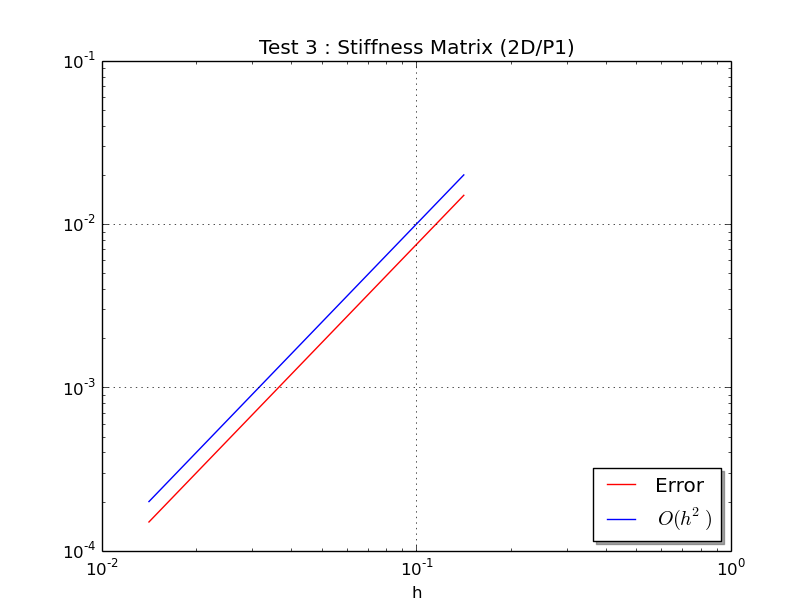 Test 3 : Stiffness Matrix (2D/P1)
10^-1
10^-2
10^-3
10^-4
Error
O(h^2)
10^-2 10^-1 10^0
h